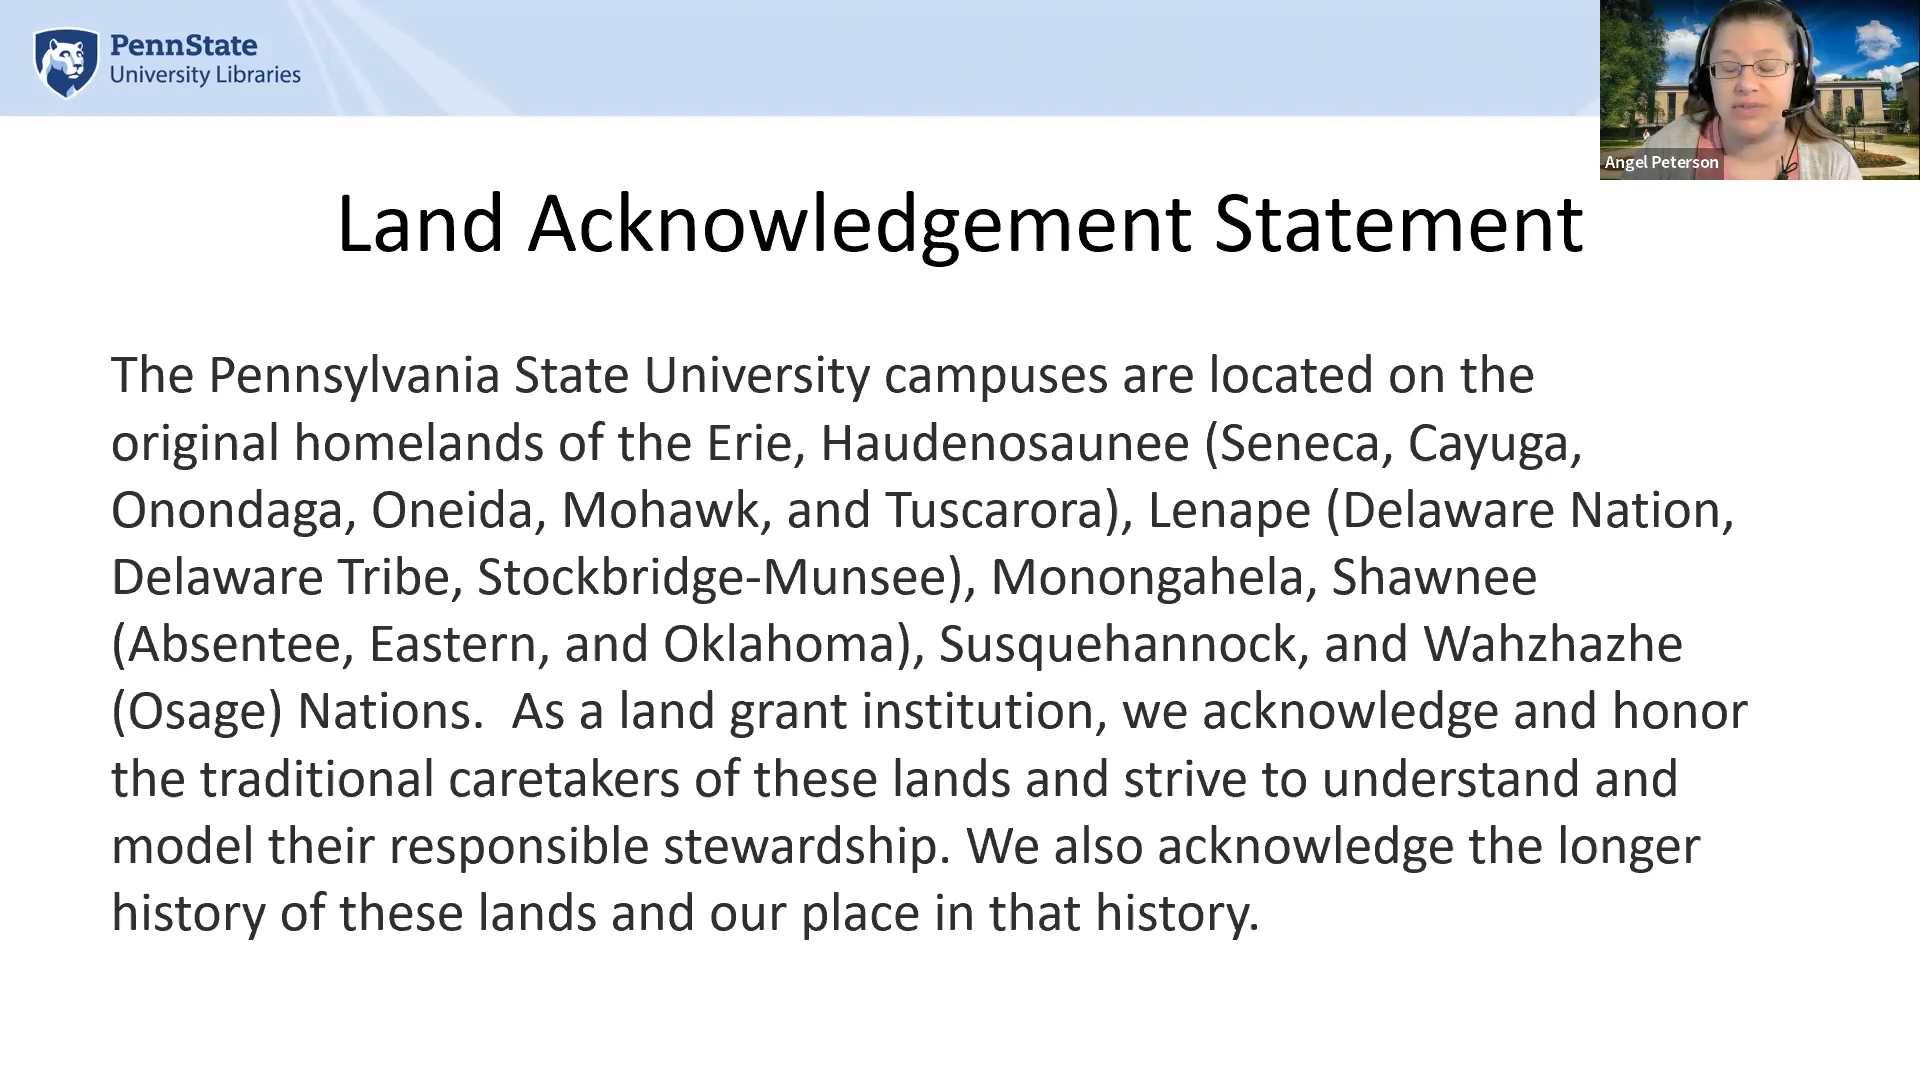 PennState
University Libraries
Angel Peterson
Land Acknowledgement Statement
The Pennsylvania State University campuses are located on the
original homelands of the Erie, Haudenosaunee (Seneca, Cayuga,
Onondaga, Oneida, Mohawk, and Tuscarora), Lenape (Delaware Nation,
Delaware Tribe, Stockbridge-Munsee), Monongahela, Shawnee
(Absentee, Eastern, and Oklahoma), Susquehannock, and Wahzhazhe
(Osage) Nations.  As a land grant institution, we acknowledge and honor
the traditional caretakers of these lands and strive to understand and
model their responsible stewardship. We also acknowledge the longer
history of these lands and our place in that history.